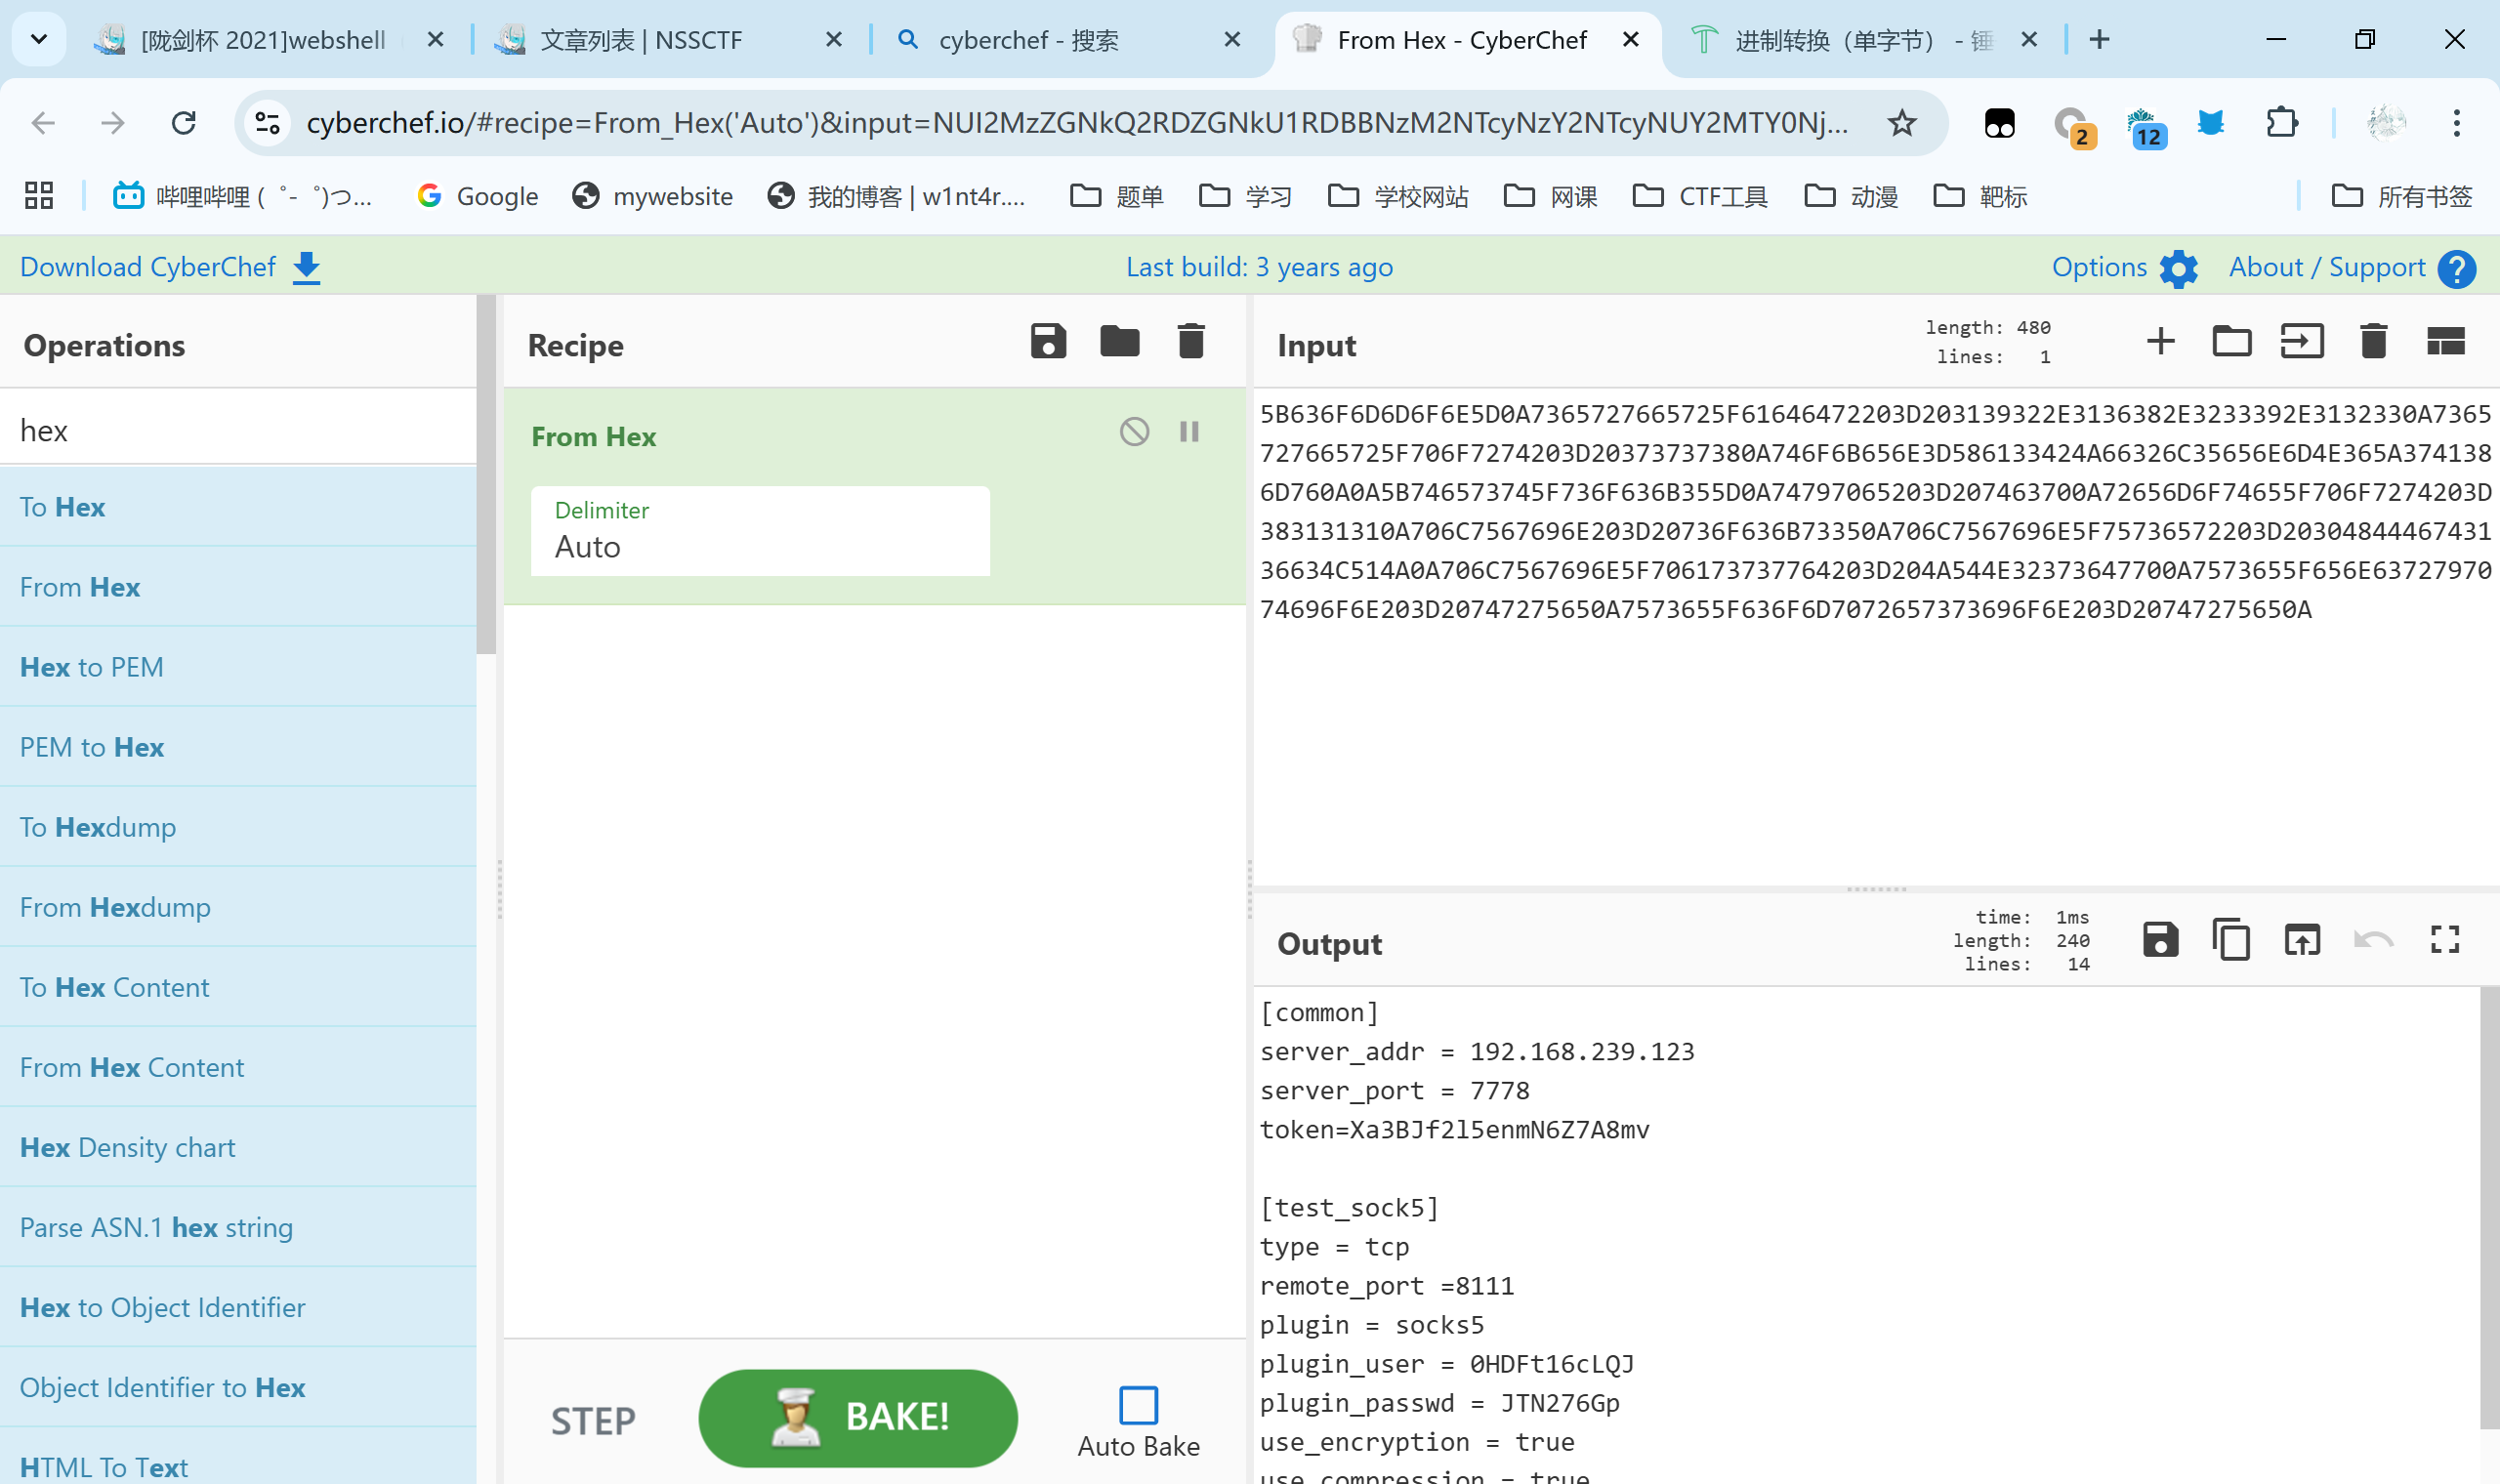 [陇剑杯 2021]webshell
文章列表 | NSSCTF
cyberchef - 搜索
From Hex - CyberChef
进制转换（单字节） - 锤
cyberchef.io/#recipe=From_Hex('Auto')&input=NUI2MzZGNkQ2RDZGNkU1RDBBNzM2NTcyNzY2NTcyNUY2MTY0Nj...
2
12
哔哩哔哩 (゜-゜)つ...
Google
mywebsite
我的博客 | w1nt4r....
题单
学习
学校网站
网课
CTF工具
动漫
靶标
所有书签
Download CyberChef
Last build: 3 years ago
Options
About / Support
Operations
hex
To Hex
From Hex
Hex to PEM
PEM to Hex
To Hexdump
From Hexdump
To Hex Content
From Hex Content
Hex Density chart
Parse ASN.1 hex string
Hex to Object Identifier
Object Identifier to Hex
HTML To Text
Recipe
From Hex
Delimiter
Auto
STEP
BAKE!
Auto Bake
Input
length: 480
lines: 1
5B636F6D6D6F6E5D0A7365727665725F61646472203D203139322E3136382E3233392E3132330A7365
727665725F706F7274203D20373737380A746F6B656E3D586133424A66326C35656E6D4E365A374138
6D760A0A5B746573745F736F636B355D0A74797065203D207463700A72656D6F74655F706F7274203D
383131310A706C7567696E203D20736F636B73350A706C7567696E5F75736572203D20304844467431
36634C514A0A706C7567696E5F706173737764203D204A544E32373647700A7573655F656E63727970
74696F6E203D20747275650A7573655F636F6D7072657373696F6E203D20747275650A
Output
time: 1ms
length: 240
lines: 14
[common]
server_addr = 192.168.239.123
server_port = 7778
token=Xa3BJf2l5enmN6Z7A8mv
[test_sock5]
type = tcp
remote_port =8111
plugin = socks5
plugin_user = 0HDFt16cLQJ
plugin_passwd = JTN276Gp
use_encryption = true
use_compression = true